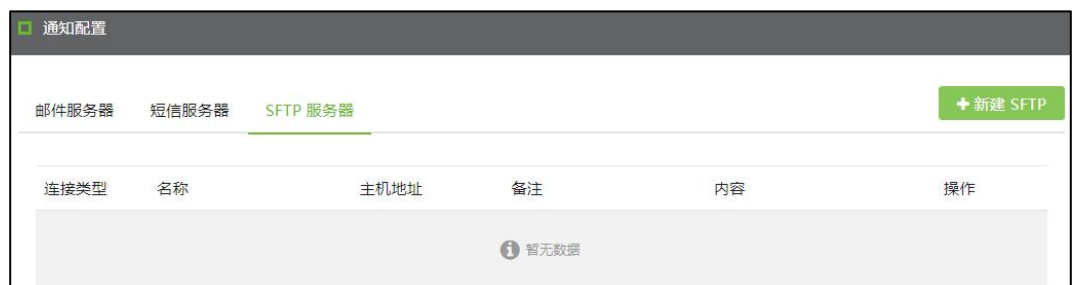 通知配置
邮件服务器 短信服务器 SFTP 服务器 新建 SFTP
连接类型 名称 主机地址 备注 内容 操作
暂无数据